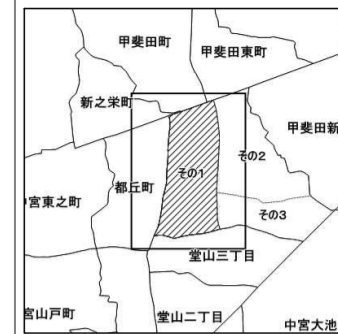 甲斐田町
甲斐田東町
新之栄町
甲斐田新
その2
その1
都丘町
中宮東之町
その3
堂山三丁目
宮山戸町
堂山二丁目
中宮大池